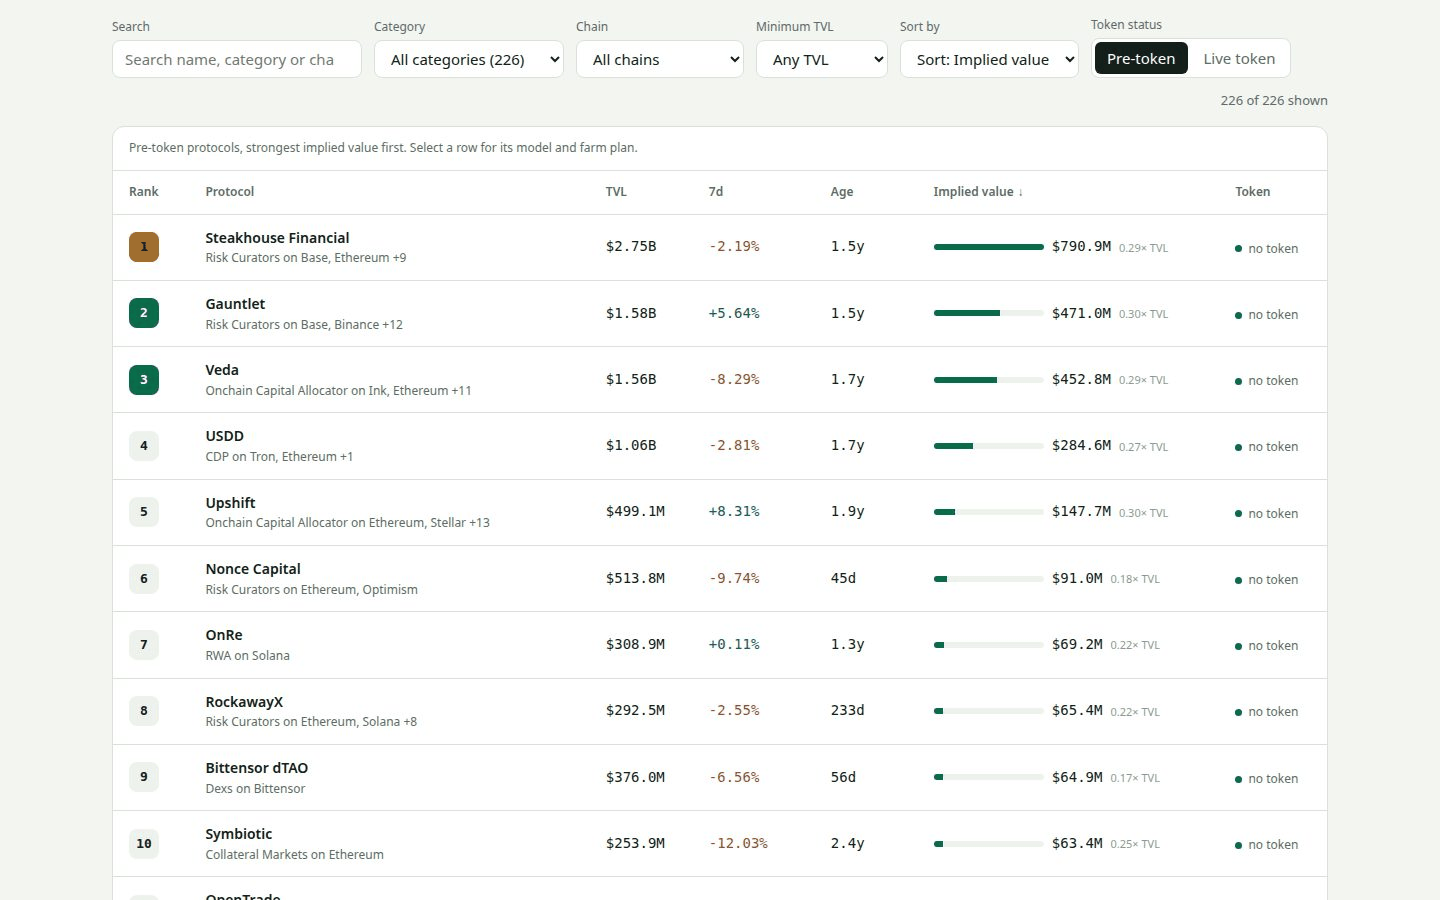 Search
Category
Chain
Minimum TVL
Sort by
Token status
Search name, category or cha
All categories (226)
All chains
Any TVL
Sort: Implied value
Pre-token
Live token
226 of 226 shown
Pre-token protocols, strongest implied value first. Select a row for its model and farm plan.
Rank Protocol TVL 7d Age Implied value ↓ Token
1 Steakhouse Financial $2.75B -2.19% 1.5y $790.9M 0.29× TVL no token
Risk Curators on Base, Ethereum +9
2 Gauntlet $1.58B +5.64% 1.5y $471.0M 0.30× TVL no token
Risk Curators on Base, Binance +12
3 Veda $1.56B -8.29% 1.7y $452.8M 0.29× TVL no token
Onchain Capital Allocator on Ink, Ethereum +11
4 USDD $1.06B -2.81% 1.7y $284.6M 0.27× TVL no token
CDP on Tron, Ethereum +1
5 Upshift $499.1M +8.31% 1.9y $147.7M 0.30× TVL no token
Onchain Capital Allocator on Ethereum, Stellar +13
6 Nonce Capital $513.8M -9.74% 45d $91.0M 0.18× TVL no token
Risk Curators on Ethereum, Optimism
7 OnRe $308.9M +0.11% 1.3y $69.2M 0.22× TVL no token
RWA on Solana
8 RockawayX $292.5M -2.55% 233d $65.4M 0.22× TVL no token
Risk Curators on Ethereum, Solana +8
9 Bittensor dTAO $376.0M -6.56% 56d $64.9M 0.17× TVL no token
Dexs on Bittensor
10 Symbiotic $253.9M -12.03% 2.4y $63.4M 0.25× TVL no token
Collateral Markets on Ethereum
OpenTrade